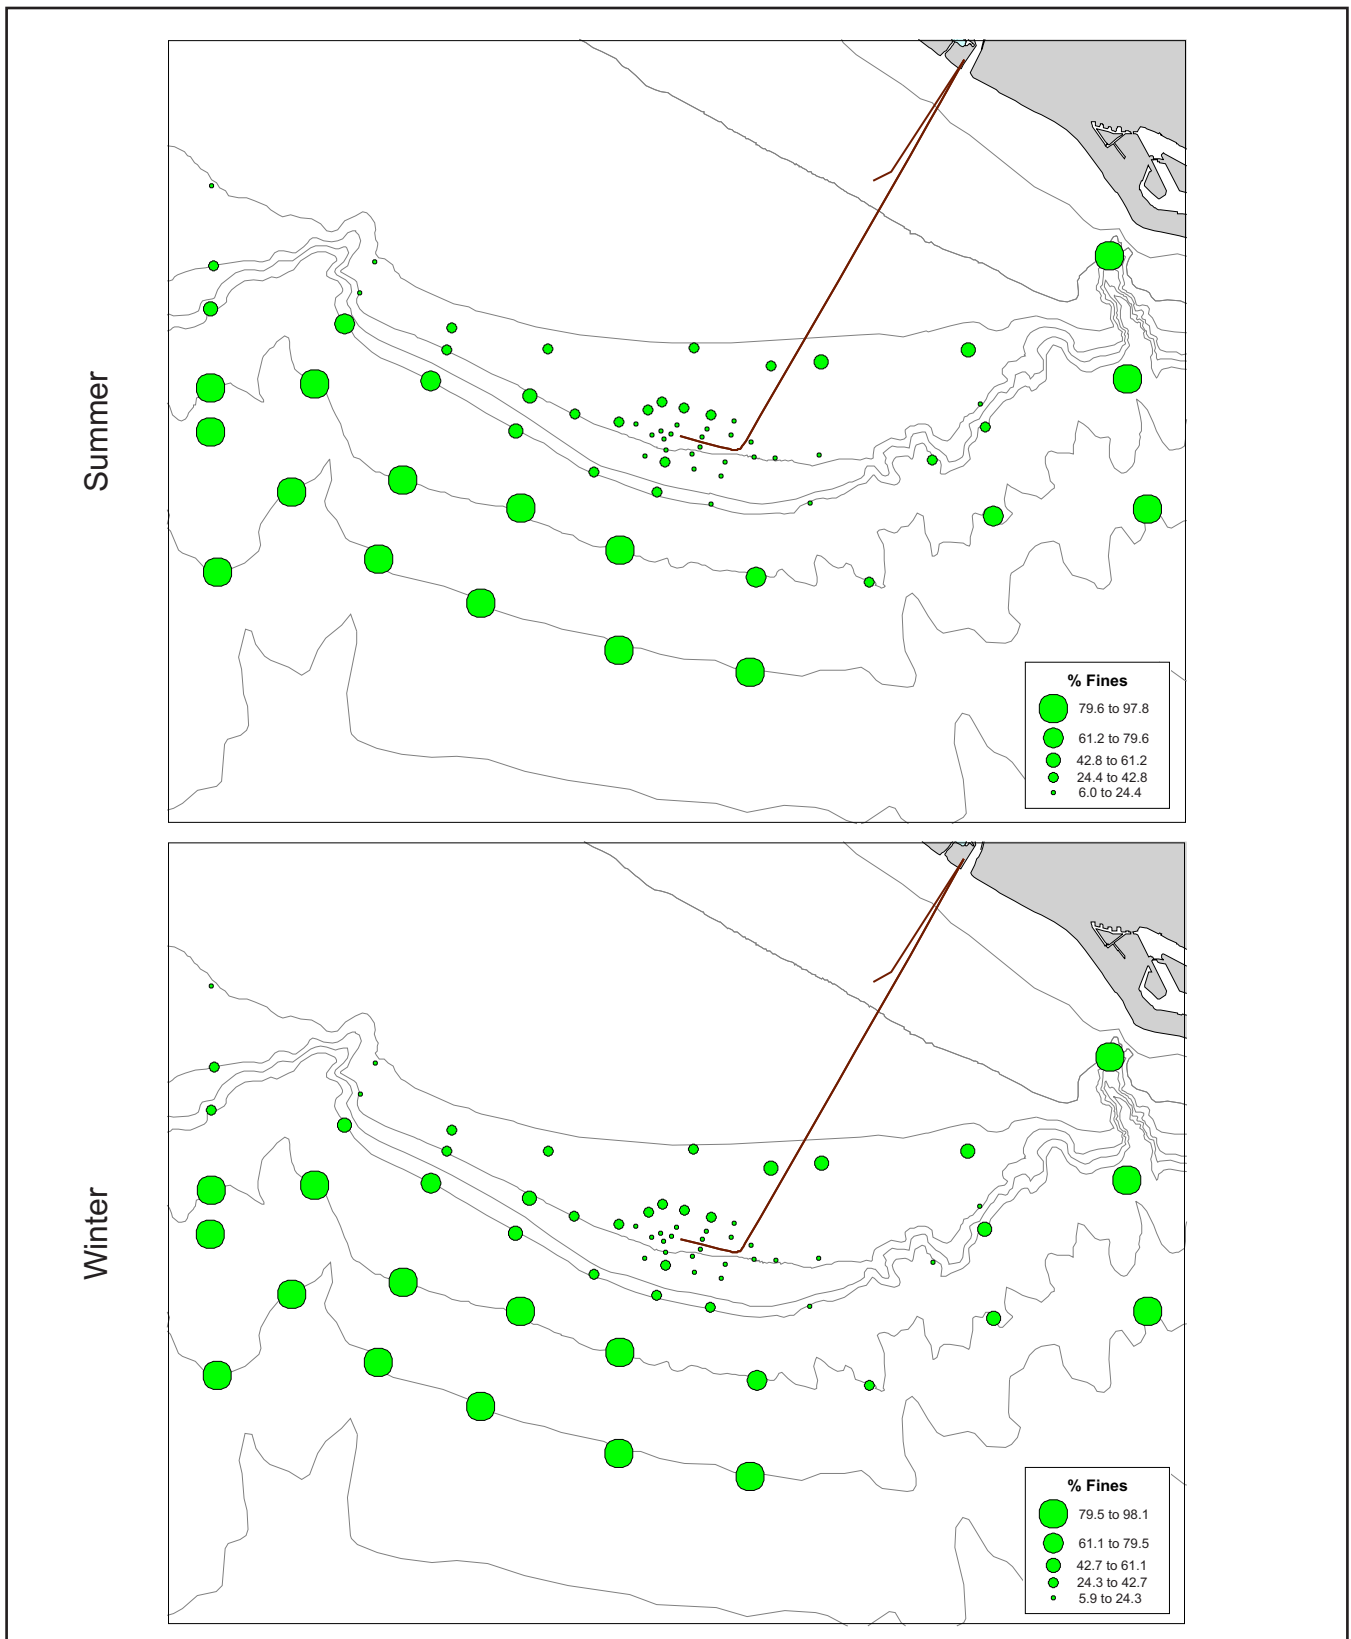 Summer
% Fines
79.6 to 97.8
61.2 to 79.6
42.8 to 61.2
24.4 to 42.8
6.0 to 24.4
Winter
% Fines
79.5 to 98.1
61.1 to 79.5
42.7 to 61.1
24.3 to 42.7
5.9 to 24.3